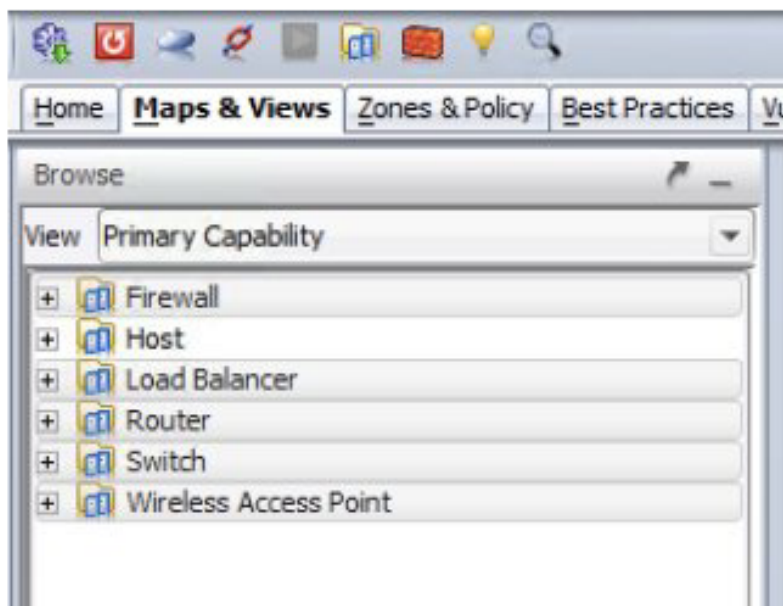 Home Maps & Views Zones & Policy Best Practices
Browse
View Primary Capability
Firewall
Host
Load Balancer
Router
Switch
Wireless Access Point